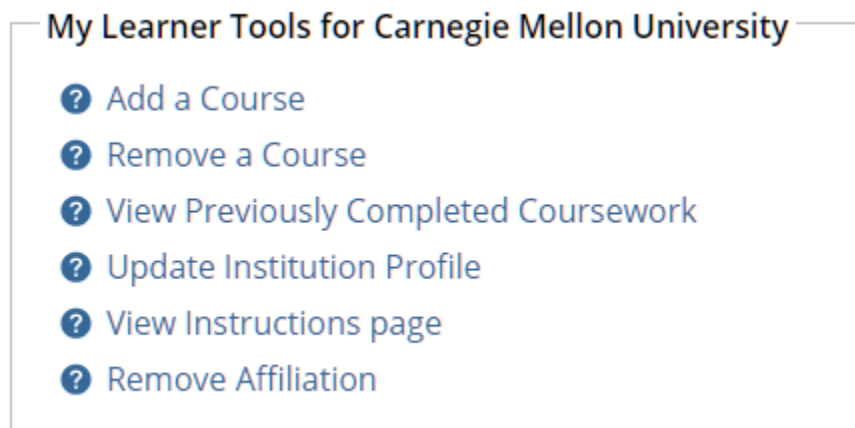 My Learner Tools for Carnegie Mellon University
? Add a Course
? Remove a Course
? View Previously Completed Coursework
? Update Institution Profile
? View Instructions page
? Remove Affiliation